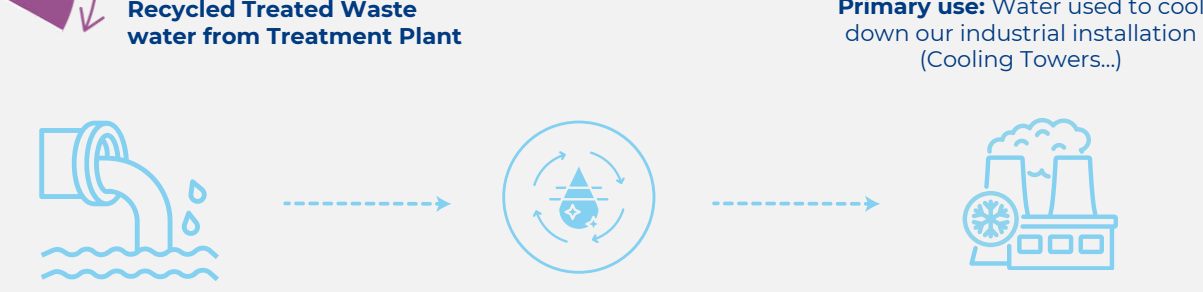 Recycled Treated Waste
water from Treatment Plant
Primary use: Water used to cool
down our industrial installation
(Cooling Towers...)